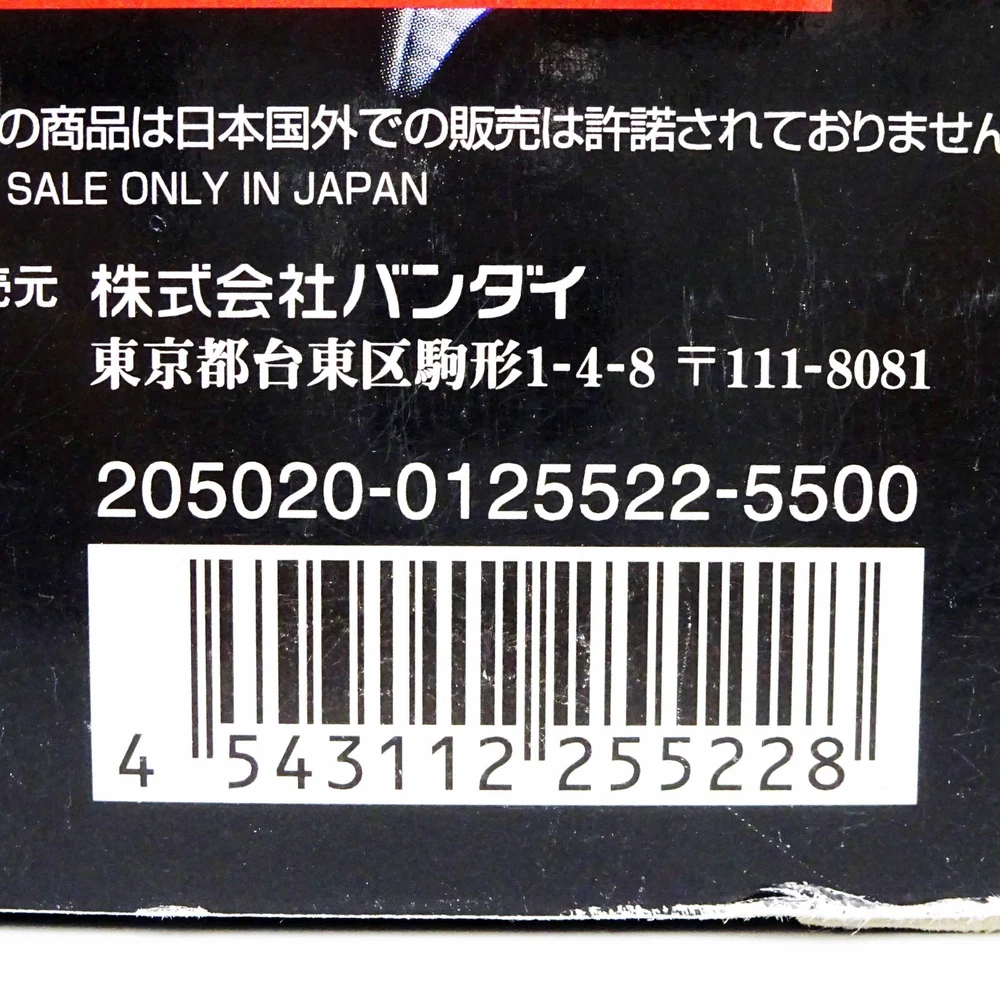 の商品は日本国外での販売は許諾されておりません
SALE ONLY IN JAPAN
売元 株式会社バンダイ
東京都台東区駒形1-4-8 〒111-8081
205020-0125522-5500
4 543112 255228